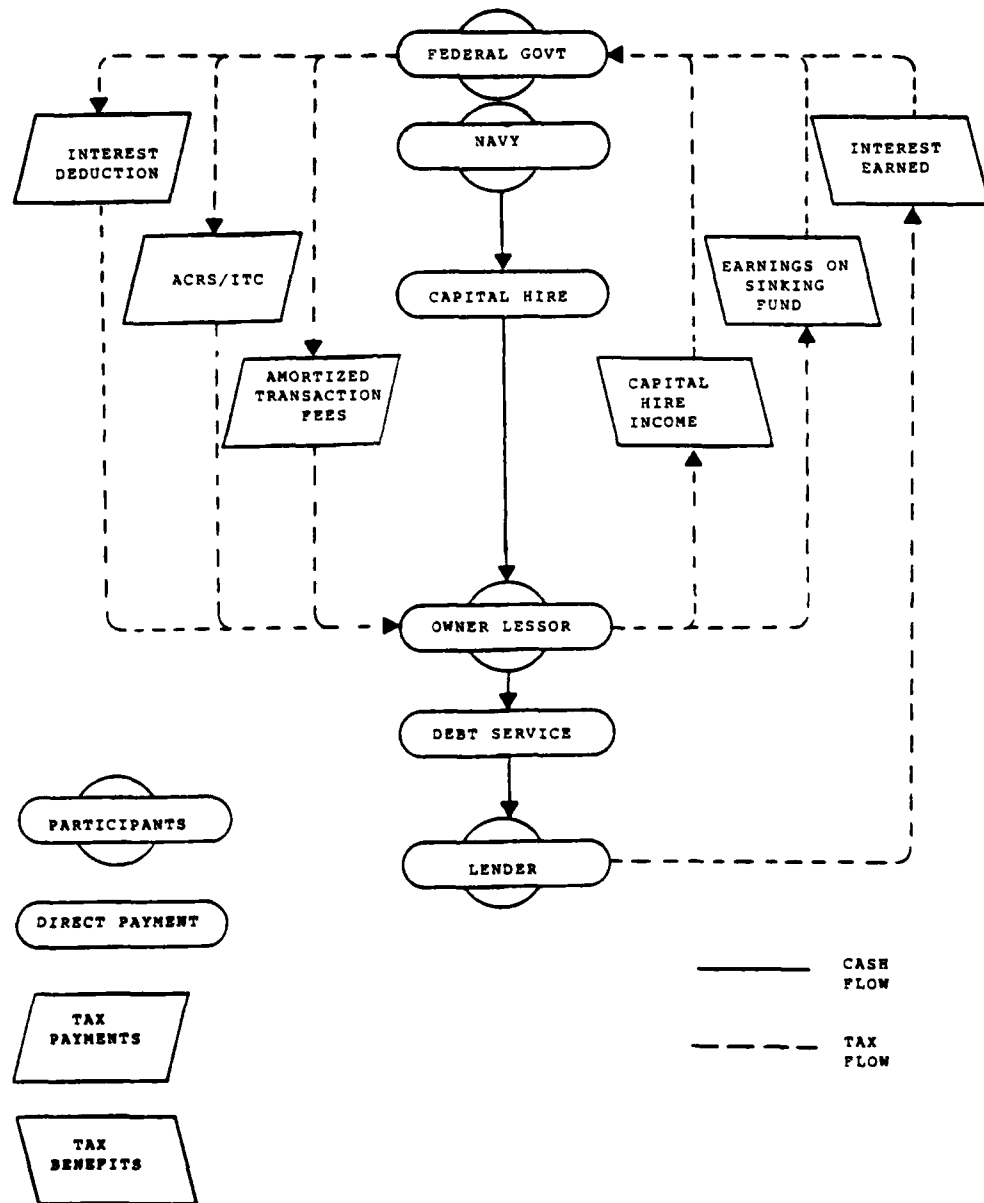 FEDERAL GOVT
NAVY
INTEREST
DEDUCTION
INTEREST
EARNED
ACRS/ITC
CAPITAL HIRE
EARNINGS ON
SINKING
FUND
AMORTIZED
TRANSACTION
FEES
CAPITAL
HIRE
INCOME
OWNER LESSOR
DEBT SERVICE
LENDER
PARTICIPANTS
DIRECT PAYMENT
TAX
PAYMENTS
TAX
BENEFITS
CASH
FLOW
TAX
FLOW